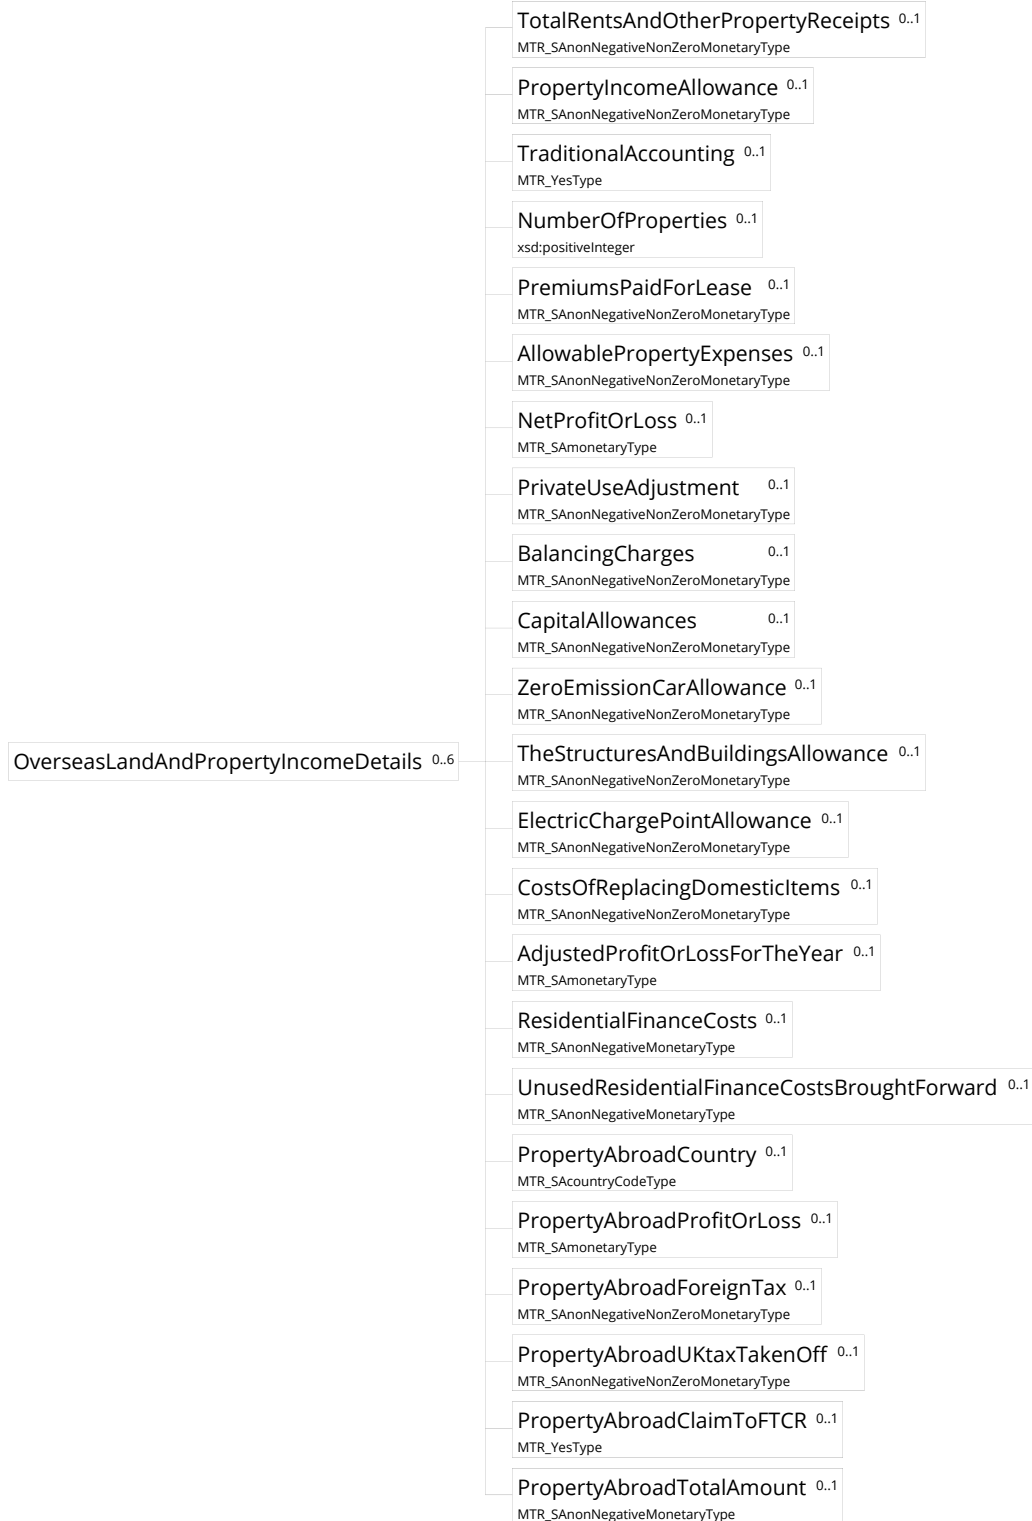 TotalRentsAndOtherPropertyReceipts 0..1
MTR_SAnonNegativeNonZeroMonetaryType
PropertyIncomeAllowance 0..1
MTR_SAnonNegativeNonZeroMonetaryType
TraditionalAccounting 0..1
MTR_YesType
NumberOfProperties 0..1
xsd:positiveInteger
PremiumsPaidForLease 0..1
MTR_SAnonNegativeNonZeroMonetaryType
AllowablePropertyExpenses 0..1
MTR_SAnonNegativeNonZeroMonetaryType
NetProfitOrLoss 0..1
MTR_SAmonetaryType
PrivateUseAdjustment 0..1
MTR_SAnonNegativeNonZeroMonetaryType
BalancingCharges 0..1
MTR_SAnonNegativeNonZeroMonetaryType
CapitalAllowances 0..1
MTR_SAnonNegativeNonZeroMonetaryType
ZeroEmissionCarAllowance 0..1
MTR_SAnonNegativeNonZeroMonetaryType
OverseasLandAndPropertyIncomeDetails 0..6
TheStructuresAndBuildingsAllowance 0..1
MTR_SAnonNegativeNonZeroMonetaryType
ElectricChargePointAllowance 0..1
MTR_SAnonNegativeNonZeroMonetaryType
CostsOfReplacingDomesticItems 0..1
MTR_SAnonNegativeNonZeroMonetaryType
AdjustedProfitOrLossForTheYear 0..1
MTR_SAmonetaryType
ResidentialFinanceCosts 0..1
MTR_SAnonNegativeMonetaryType
UnusedResidentialFinanceCostsBroughtForward 0..1
MTR_SAnonNegativeMonetaryType
PropertyAbroadCountry 0..1
MTR_SAcountryCodeType
PropertyAbroadProfitOrLoss 0..1
MTR_SAmonetaryType
PropertyAbroadForeignTax 0..1
MTR_SAnonNegativeNonZeroMonetaryType
PropertyAbroadUKtaxTakenOff 0..1
MTR_SAnonNegativeNonZeroMonetaryType
PropertyAbroadClaimToFTCR 0..1
MTR_YesType
PropertyAbroadTotalAmount 0..1
MTR_SAnonNegativeMonetaryType